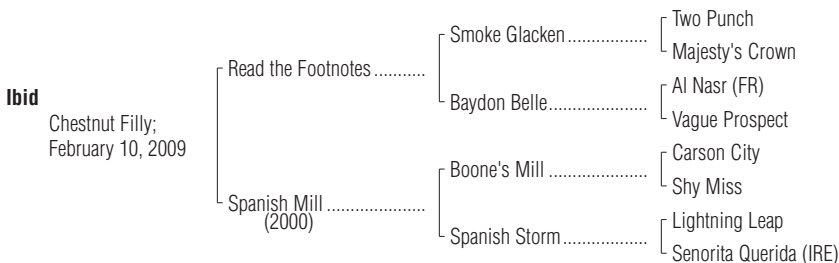 Ibid
Chestnut Filly;
February 10, 2009
Read the Footnotes ...........
Spanish Mill .....................
(2000)
Smoke Glacken .................
Baydon Belle.....................
Boone's Mill .....................
Spanish Storm..................
Two Punch
Majesty's Crown
Al Nasr (FR)
Vague Prospect
Carson City
Shy Miss
Lightning Leap
Senorita Querida (IRE)